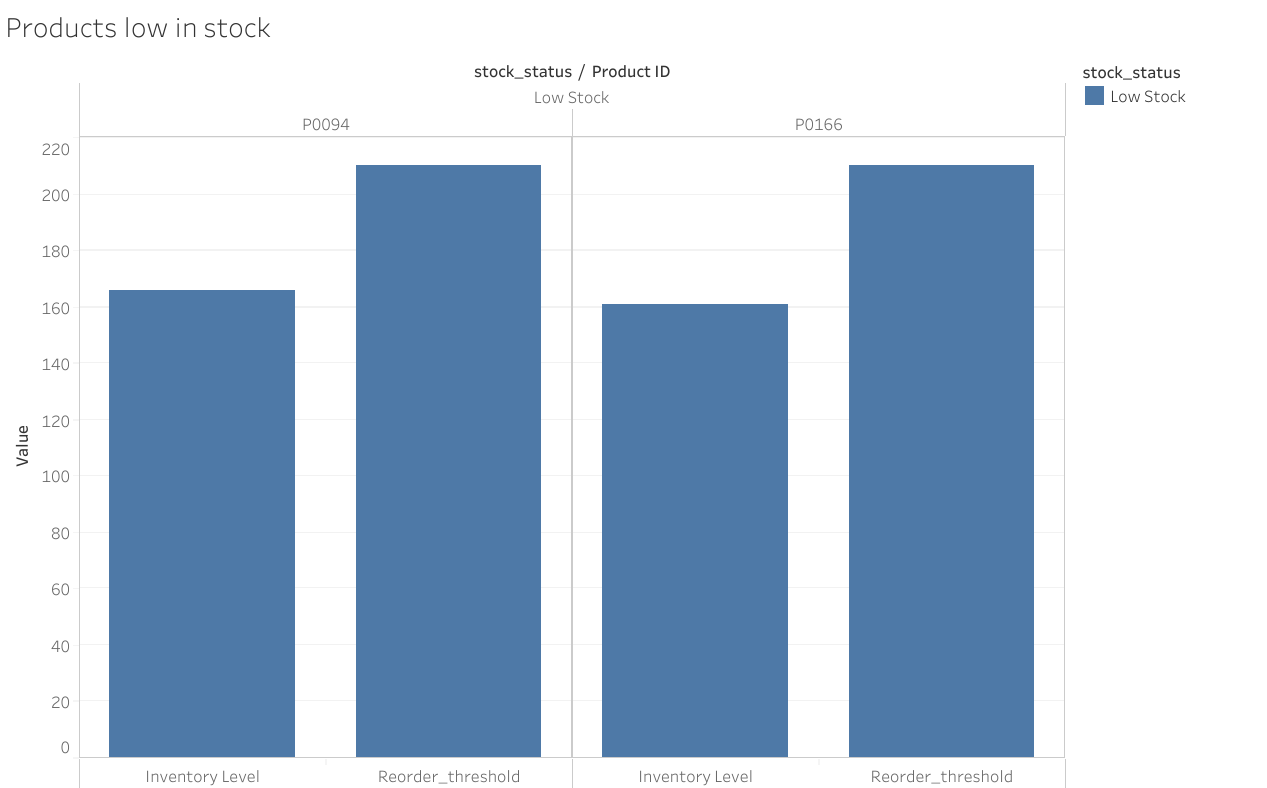 Products low in stock
stock_status / Product ID
stock_status
Low Stock
Low Stock
P0094
P0166
220
200
180
160
140
120
100
80
60
40
20
0
Value
Inventory Level
Reorder_threshold
Inventory Level
Reorder_threshold